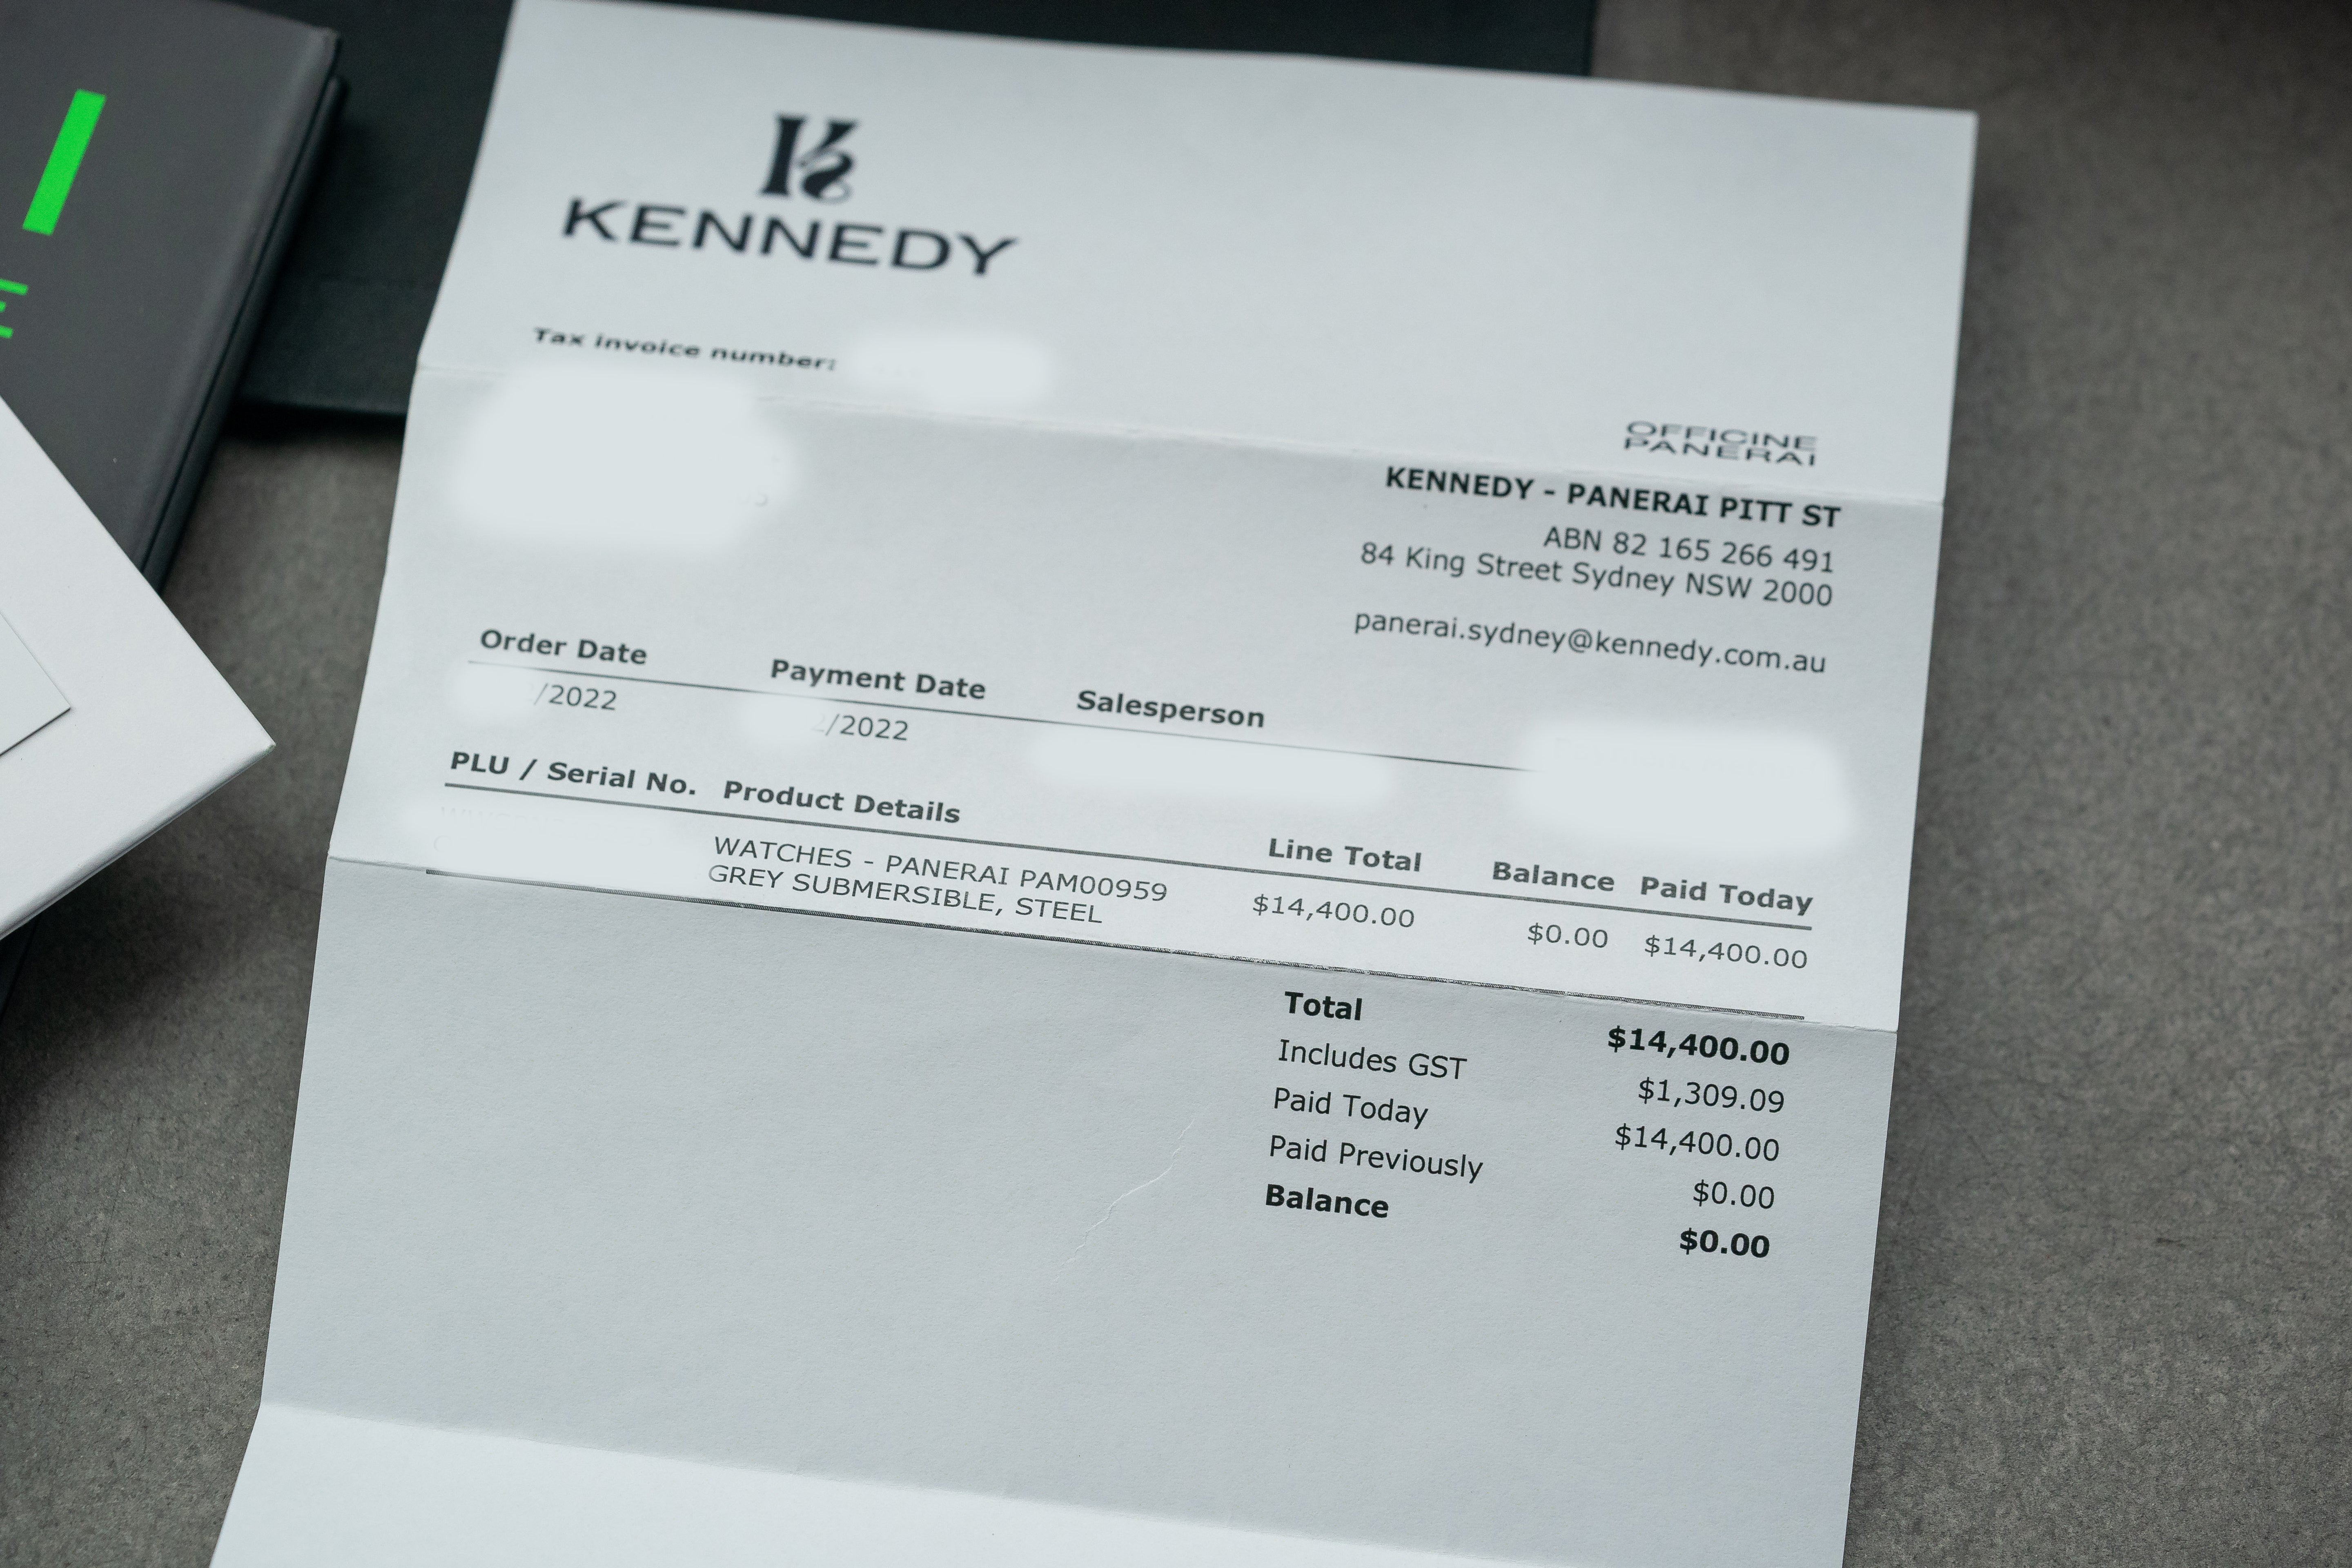 KENNEDY
Tax invoice number:
OFFICINE
PANERAI
KENNEDY - PANERAI PITT ST
ABN 82 165 266 491
84 King Street Sydney NSW 2000
panerai.sydney@kennedy.com.au
Order Date Payment Date Salesperson
/2022 /2022
PLU / Serial No. Product Details Line Total Balance Paid Today
WATCHES - PANERAI PAM00959 $14,400.00 $0.00 $14,400.00
GREY SUBMERSIBLE, STEEL
Total $14,400.00
Includes GST $1,309.09
Paid Today $14,400.00
Paid Previously $0.00
Balance $0.00